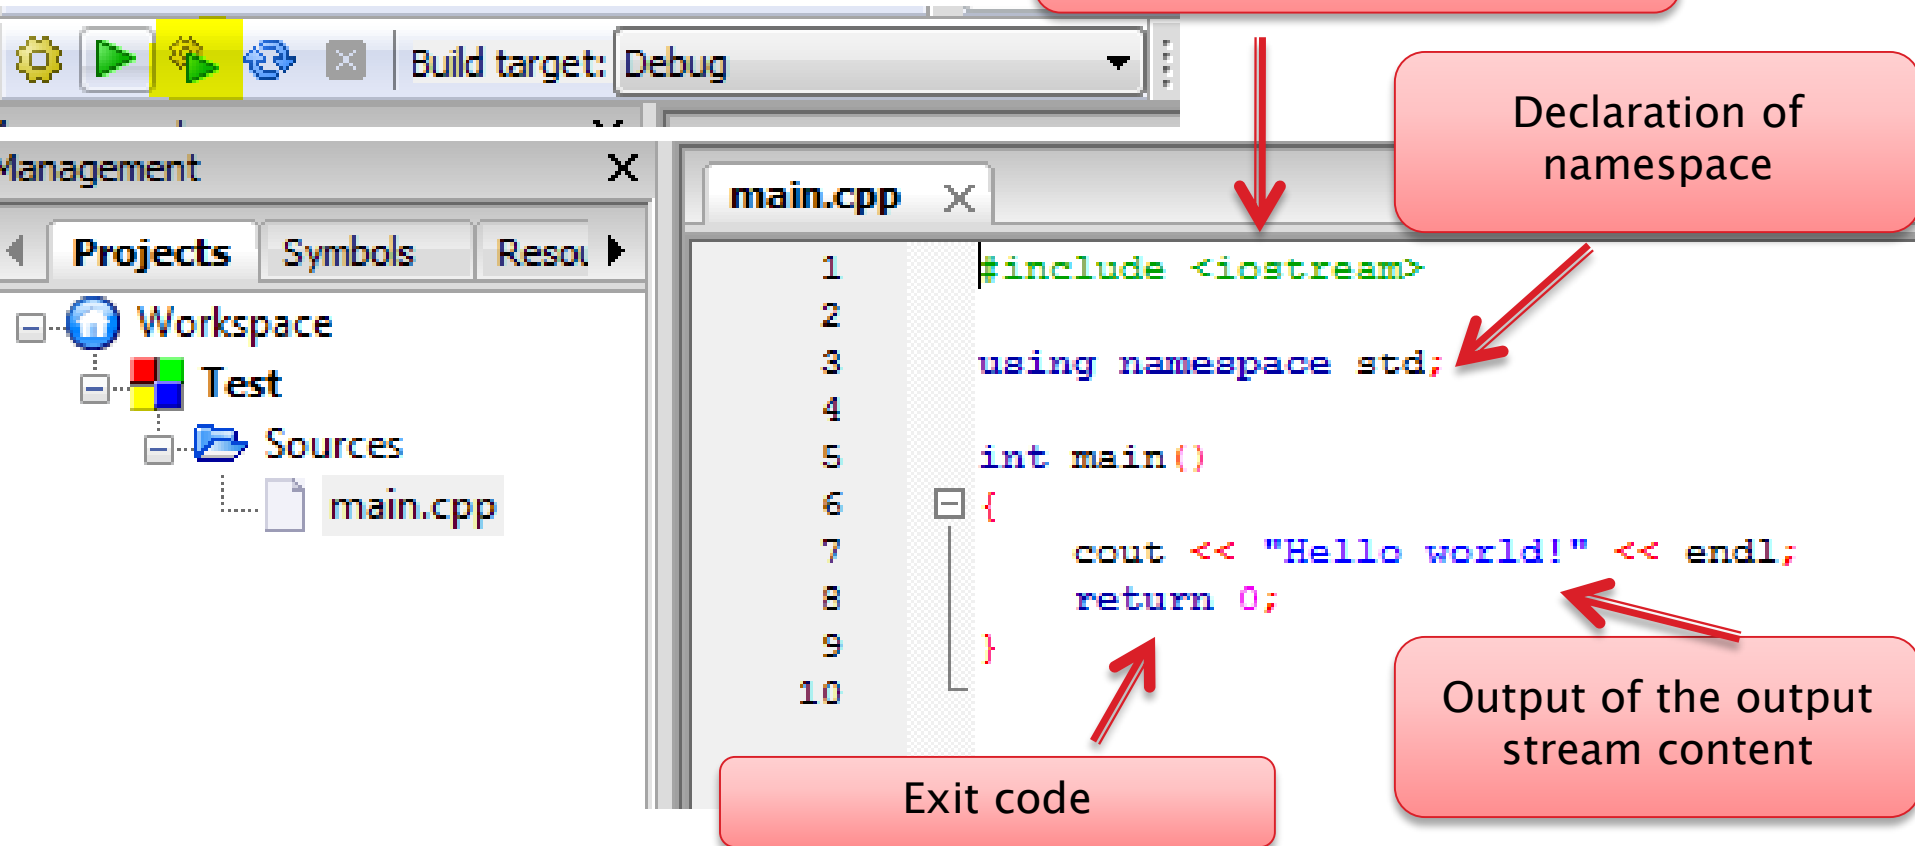 Build target: Debug
Declaration of
namespace
Management
main.cpp
Projects Symbols Resou
1 #include <iostream>
2
3 using namespace std;
4
5 int main()
6 {
7 cout << "Hello world!" << endl;
8 return 0;
9 }
10
Workspace
Test
Sources
main.cpp
Output of the output
stream content
Exit code